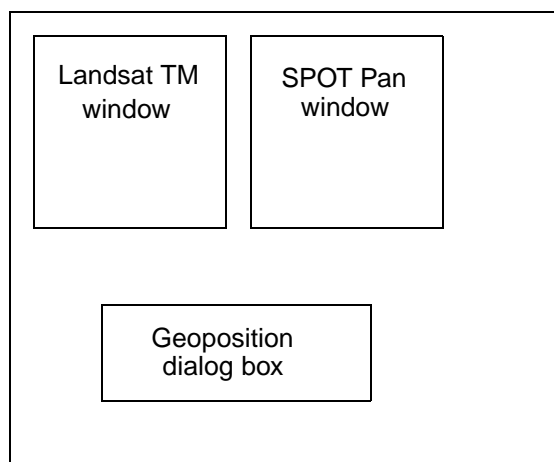 Landsat TM
window
SPOT Pan
window
Geoposition
dialog box